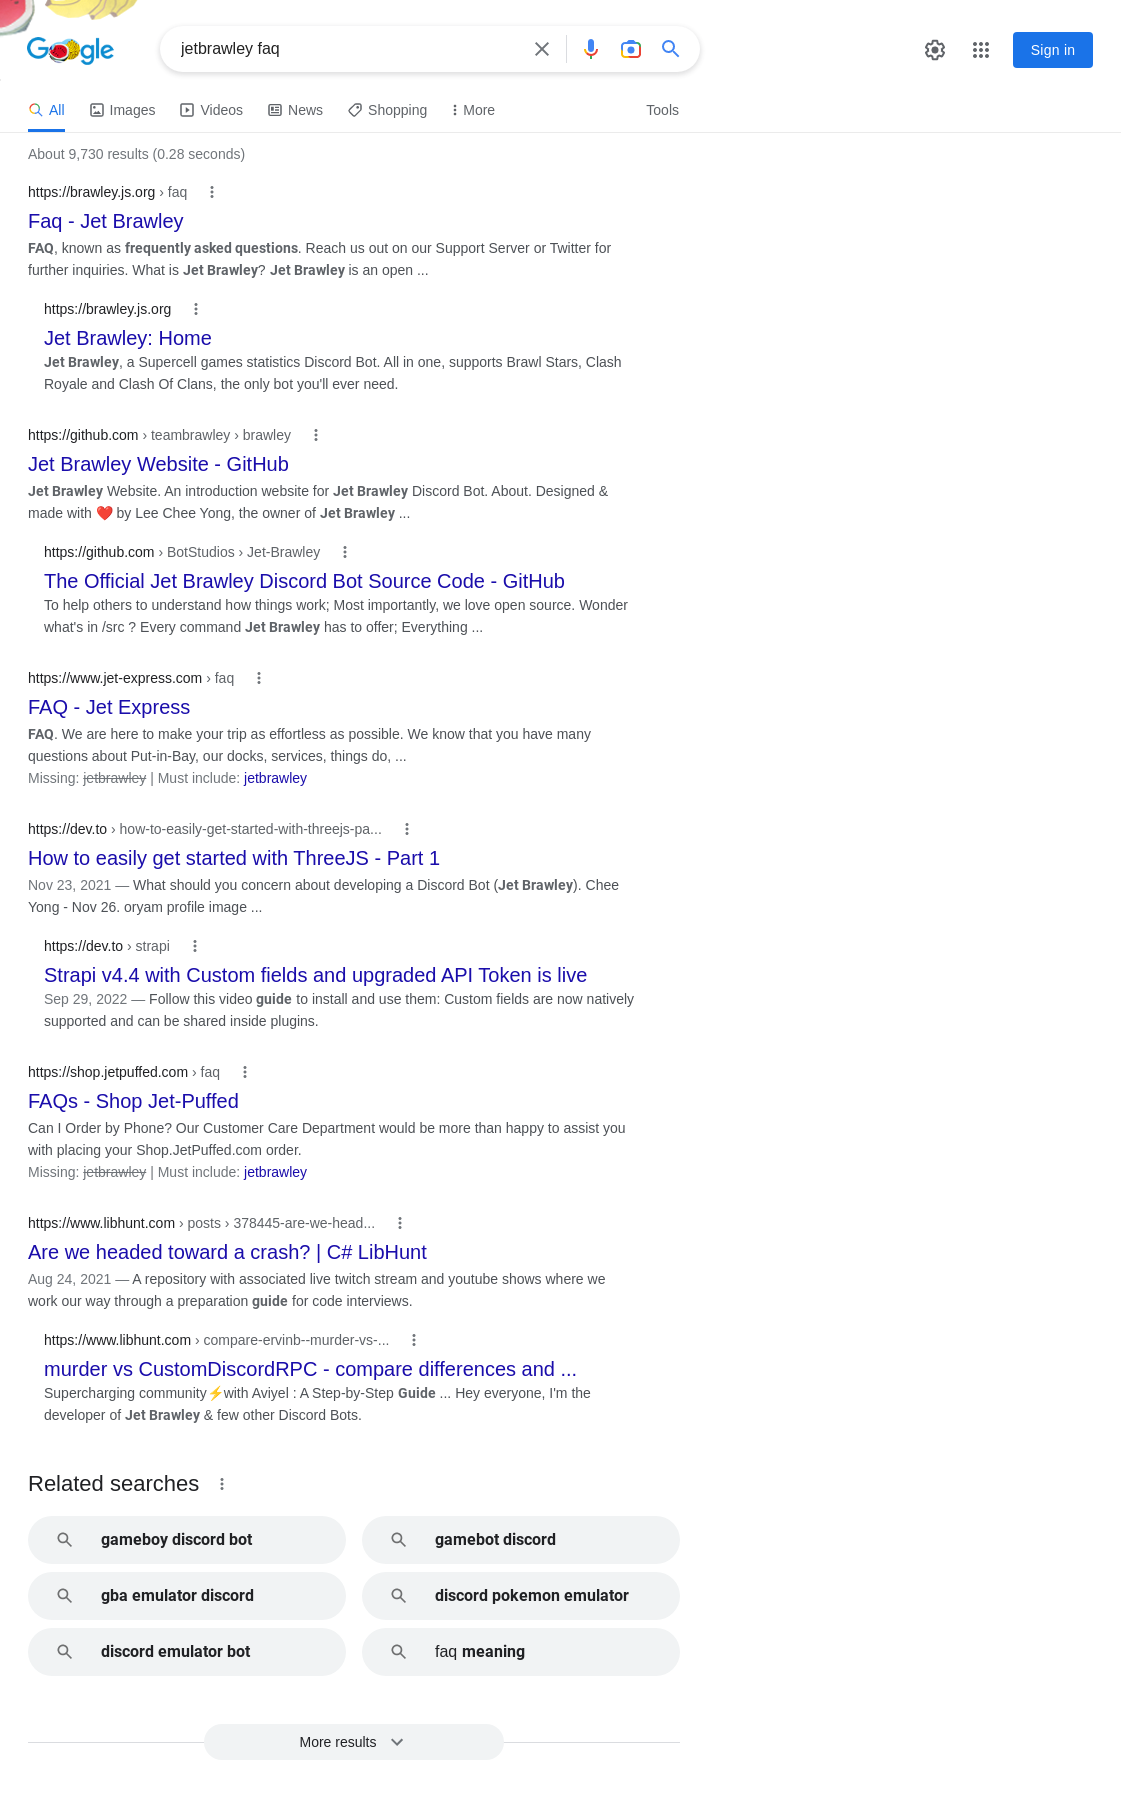 Google
jetbrawley faq
Sign in
All
Images
Videos
News
Shopping
More
Tools
About 9,730 results (0.28 seconds)
https://brawley.js.org › faq
Faq - Jet Brawley
FAQ, known as frequently asked questions. Reach us out on our Support Server or Twitter for
further inquiries. What is Jet Brawley? Jet Brawley is an open ...
https://brawley.js.org
Jet Brawley: Home
Jet Brawley, a Supercell games statistics Discord Bot. All in one, supports Brawl Stars, Clash
Royale and Clash Of Clans, the only bot you'll ever need.
https://github.com › teambrawley › brawley
Jet Brawley Website - GitHub
Jet Brawley Website. An introduction website for Jet Brawley Discord Bot. About. Designed &
made with ❤️ by Lee Chee Yong, the owner of Jet Brawley ...
https://github.com › BotStudios › Jet-Brawley
The Official Jet Brawley Discord Bot Source Code - GitHub
To help others to understand how things work; Most importantly, we love open source. Wonder
what's in /src ? Every command Jet Brawley has to offer; Everything ...
https://www.jet-express.com › faq
FAQ - Jet Express
FAQ. We are here to make your trip as effortless as possible. We know that you have many
questions about Put-in-Bay, our docks, services, things do, ...
Missing: jetbrawley | Must include: jetbrawley
https://dev.to › how-to-easily-get-started-with-threejs-pa...
How to easily get started with ThreeJS - Part 1
Nov 23, 2021 — What should you concern about developing a Discord Bot (Jet Brawley). Chee
Yong - Nov 26. oryam profile image ...
https://dev.to › strapi
Strapi v4.4 with Custom fields and upgraded API Token is live
Sep 29, 2022 — Follow this video guide to install and use them: Custom fields are now natively
supported and can be shared inside plugins.
https://shop.jetpuffed.com › faq
FAQs - Shop Jet-Puffed
Can I Order by Phone? Our Customer Care Department would be more than happy to assist you
with placing your Shop.JetPuffed.com order.
Missing: jetbrawley | Must include: jetbrawley
https://www.libhunt.com › posts › 378445-are-we-head...
Are we headed toward a crash? | C# LibHunt
Aug 24, 2021 — A repository with associated live twitch stream and youtube shows where we
work our way through a preparation guide for code interviews.
https://www.libhunt.com › compare-ervinb--murder-vs-...
murder vs CustomDiscordRPC - compare differences and ...
Supercharging community⚡with Aviyel : A Step-by-Step Guide ... Hey everyone, I'm the
developer of Jet Brawley & few other Discord Bots.
Related searches
gameboy discord bot
gamebot discord
gba emulator discord
discord pokemon emulator
discord emulator bot
faq meaning
More results